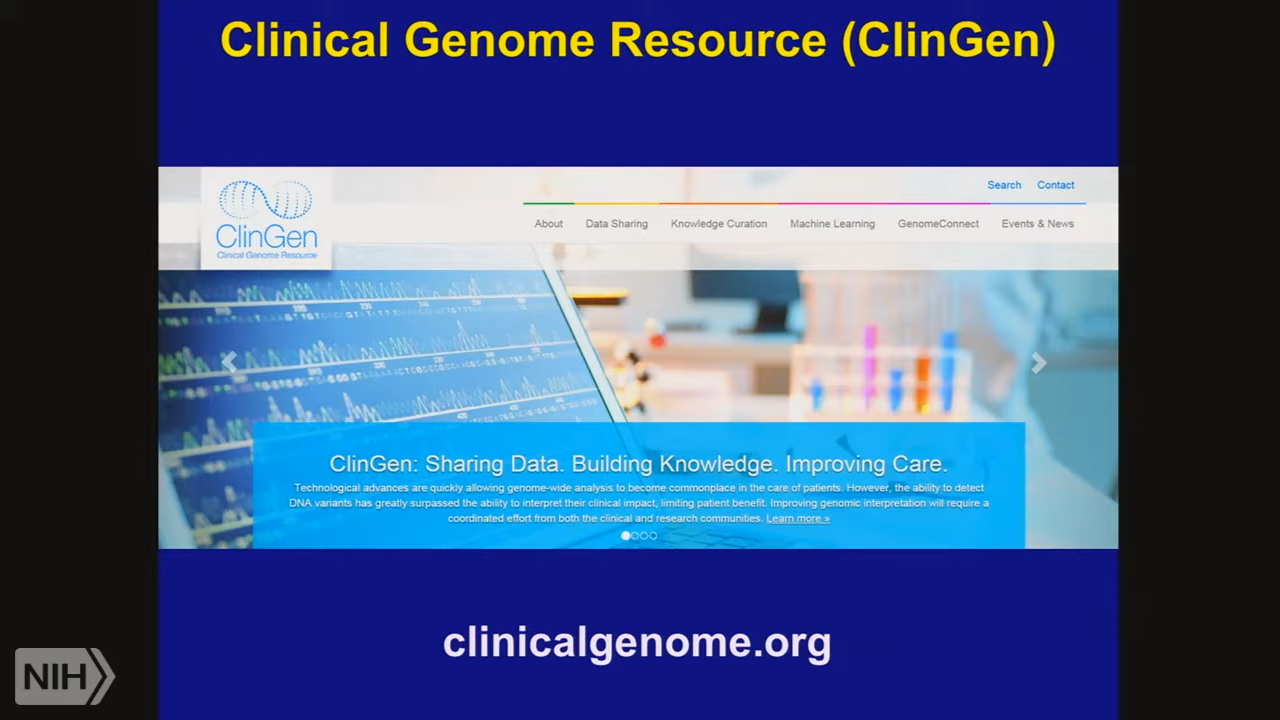 Clinical Genome Resource (ClinGen)
Search Contact
ClinGen
Clinical Genome Resource
About Data Sharing Knowledge Curation Machine Learning GenomeConnect Events & News
ClinGen: Sharing Data. Building Knowledge. Improving Care.
Technological advances are quickly allowing genome-wide analysis to become commonplace in the care of patients. However, the ability to detect
DNA variants has greatly surpassed the ability to interpret their clinical impact, limiting patient benefit. Improving genomic interpretation will require a
coordinated effort from both the clinical and research communities. Learn more »
clinicalgenome.org
NIH